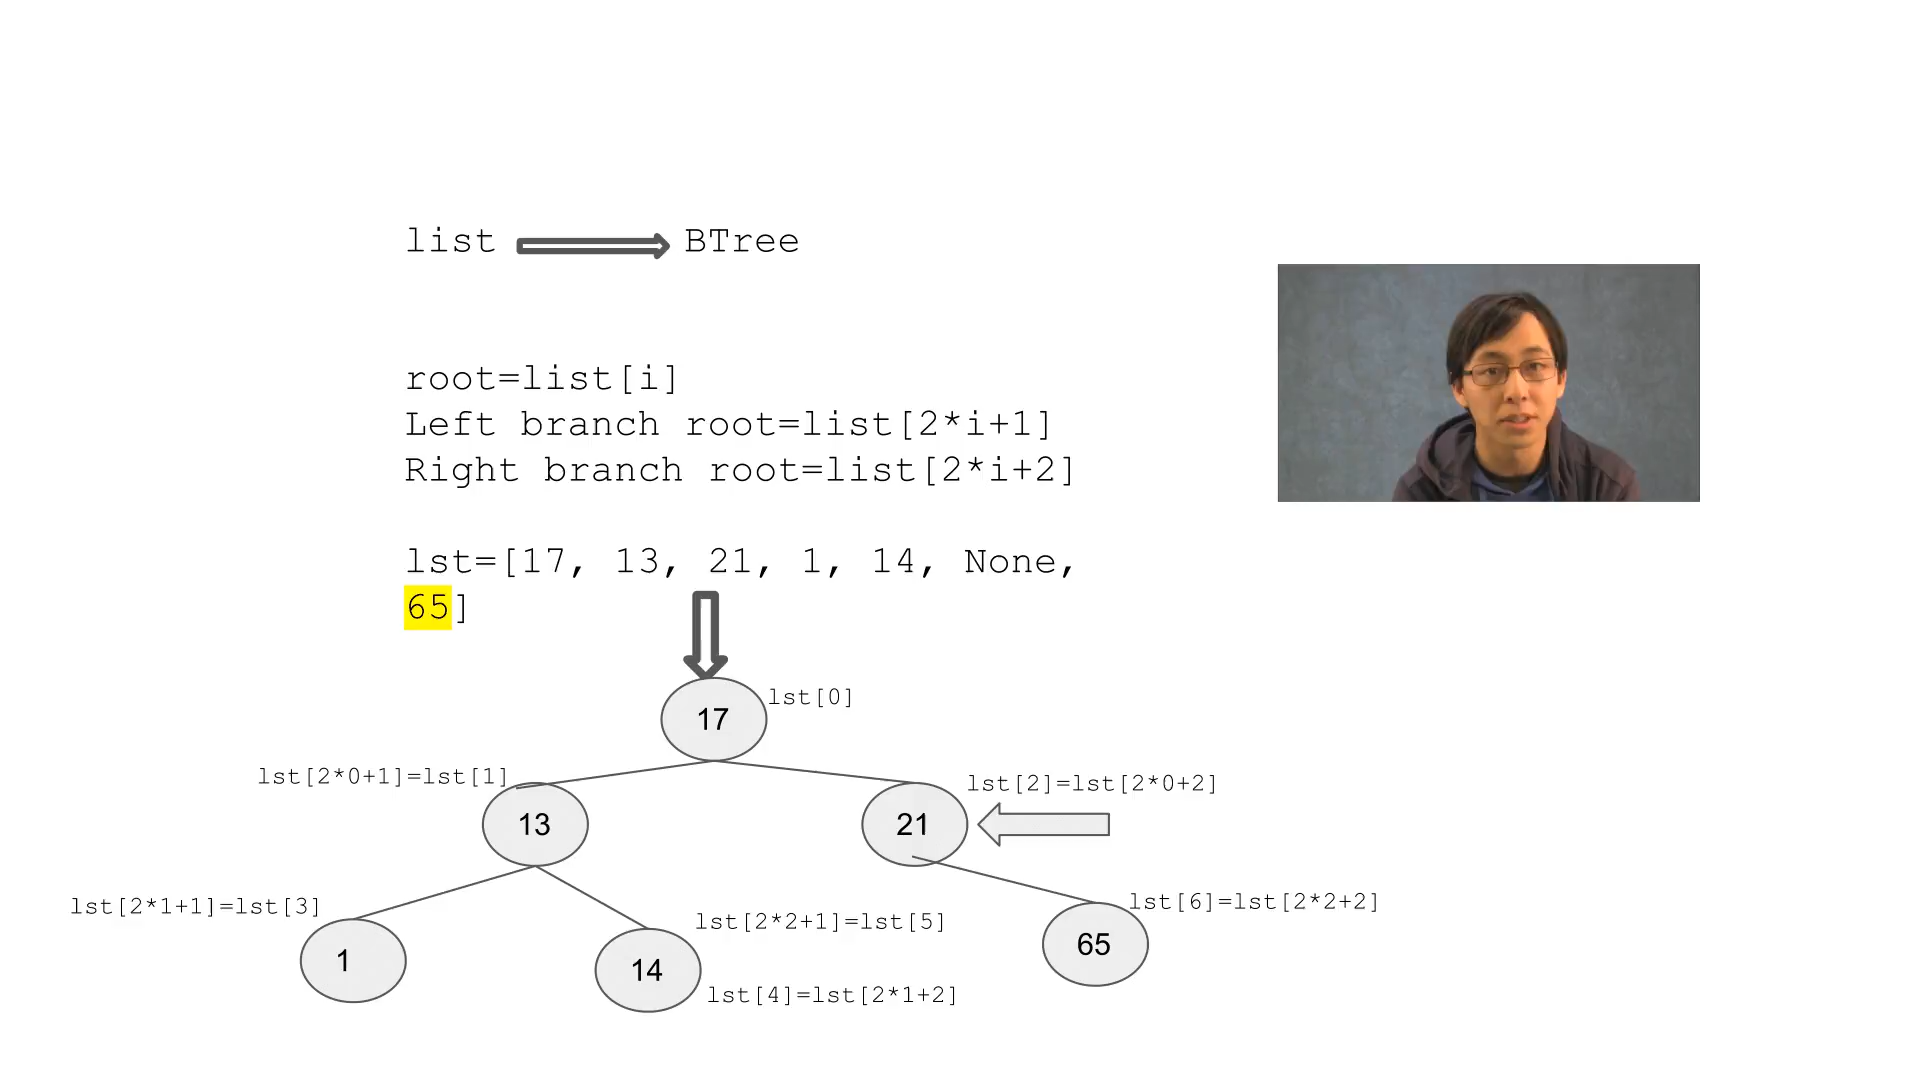 list BTree
root=list[i]
Left branch root=list[2*i+1]
Right branch root=list[2*i+2]
lst=[17, 13, 21, 1, 14, None,
65]
17
lst[0]
lst[2*0+1]=lst[1]
lst[2]=lst[2*0+2]
13
21
lst[2*1+1]=lst[3]
lst[2*2+1]=lst[5]
lst[6]=lst[2*2+2]
1
14
65
lst[4]=lst[2*1+2]